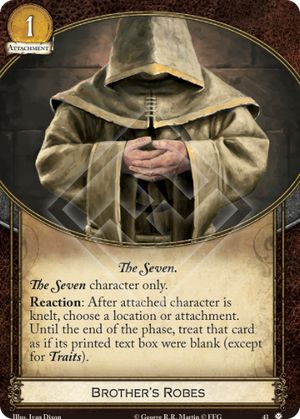 1
ATTACHMENT
The Seven.
The Seven character only.
Reaction: After attached character is
knelt, choose a location or attachment.
Until the end of the phase, treat that card
as if its printed text box were blank (except
for Traits).
BROTHER'S ROBES
Illus. Ivan Dixon © George R.R. Martin © FFG 43